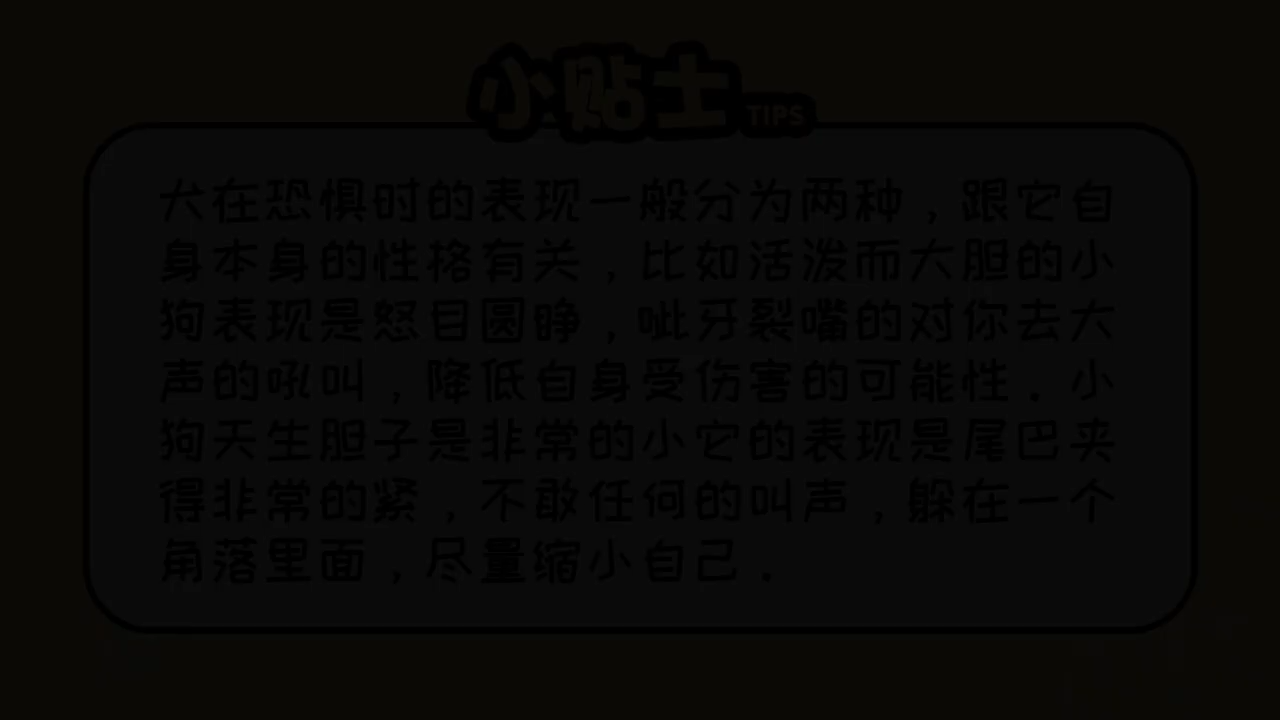 小贴士 TIPS
犬在恐惧时的表现一般分为两种，跟它自
身本身的性格有关，比如活泼而大胆的小
狗表现是怒目圆睁，呲牙裂嘴的对你去大
声的吼叫，降低自身受伤害的可能性．小
狗天生胆子是非常的小它的表现是尾巴夹
得非常的紧，不敢任何的叫声，躲在一个
角落里面，尽量缩小自己．